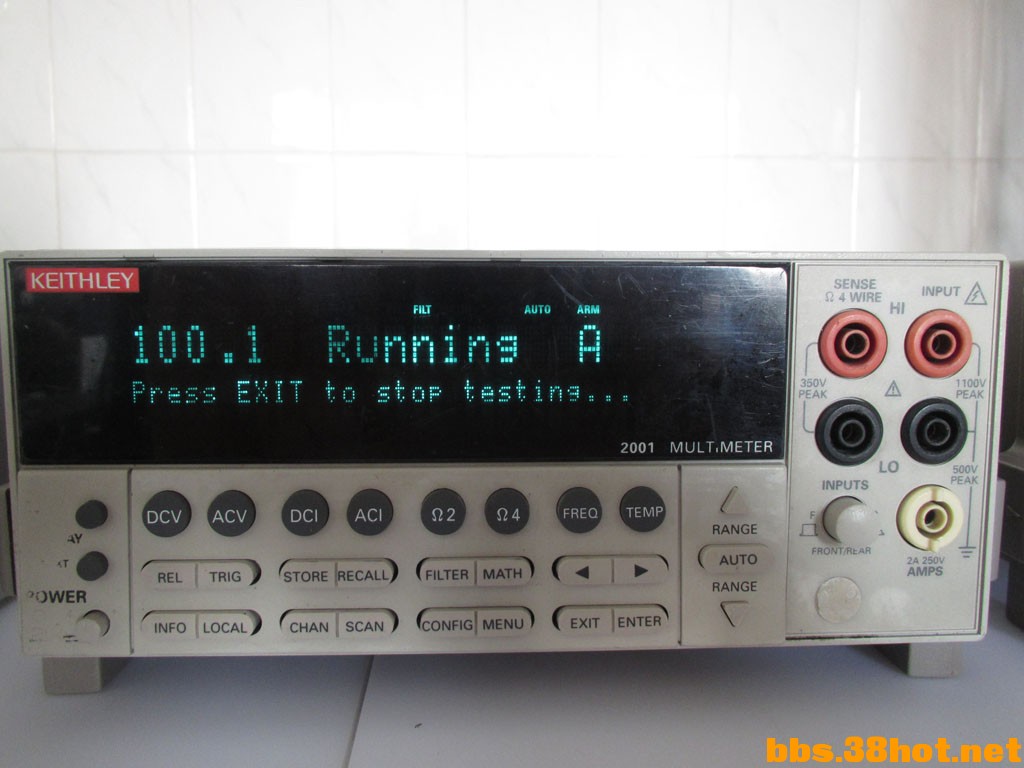 KEITHLEY
FILT AUTO ARM
100.1 Running A
Press EXIT to stop testing...
2001 MULTIMETER
SENSE
Ω 4 WIRE
INPUT
HI
350V
PEAK
1100V
PEAK
LO
500V
PEAK
INPUTS
FRONT/REAR
2A 250V
AMPS
DCV ACV DCI ACI Ω2 Ω4 FREQ TEMP
RANGE
AUTO
RANGE
REL TRIG STORE RECALL FILTER MATH
POWER
INFO LOCAL CHAN SCAN CONFIG MENU EXIT ENTER
bbs.38hot.net